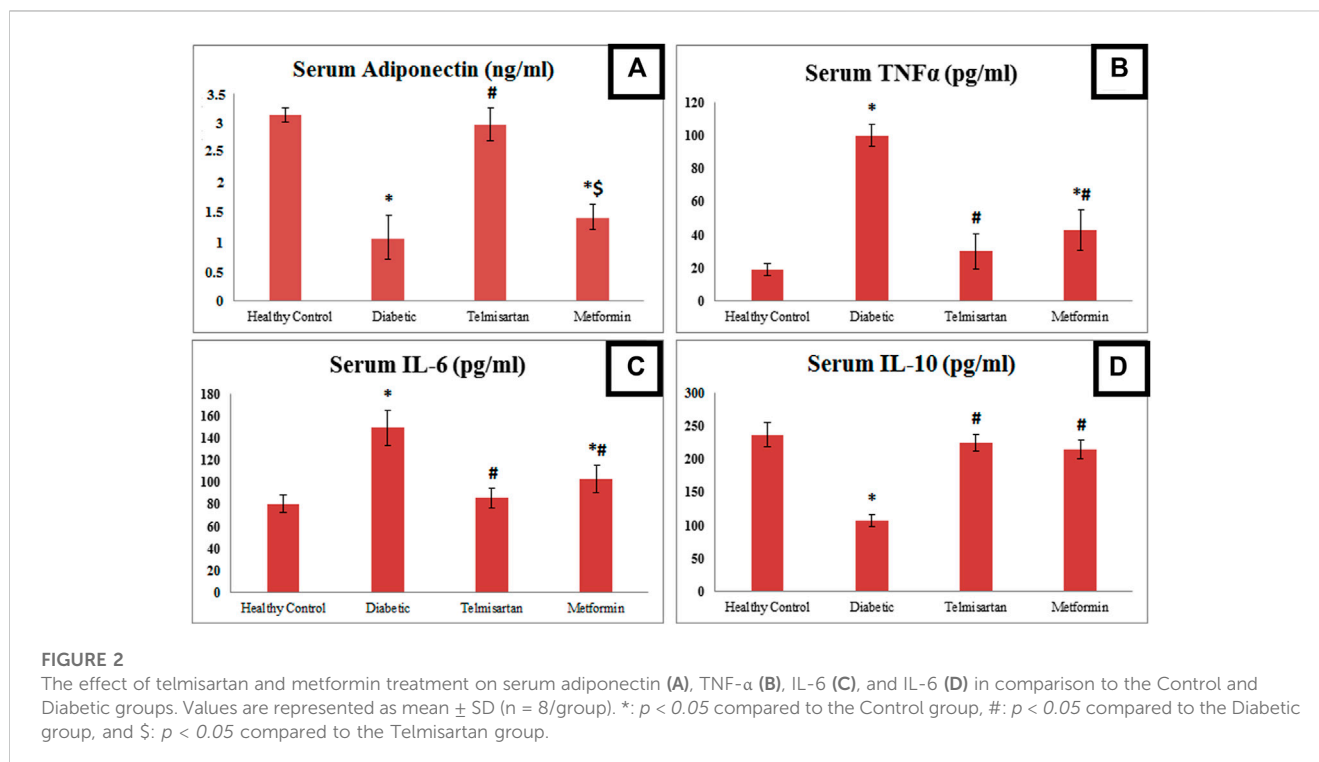 Serum Adiponectin (ng/ml)
A
3.5
3
2.5
2
1.5
1
0.5
0
#
*
*$
Healthy Control Diabetic Telmisartan Metformin
Serum TNFα (pg/ml)
B
120
100
80
60
40
20
0
*
#
*#
Healthy Control Diabetic Telmisartan Metformin
Serum IL-6 (pg/ml)
C
180
160
140
120
100
80
60
40
20
0
*
#
*#
Healthy Control Diabetic Telmisartan Metformin
Serum IL-10 (pg/ml)
D
300
250
200
150
100
50
0
*
#
#
Healthy Control Diabetic Telmisartan Metformin
FIGURE 2
The effect of telmisartan and metformin treatment on serum adiponectin (A), TNF-α (B), IL-6 (C), and IL-6 (D) in comparison to the Control and
Diabetic groups. Values are represented as mean ± SD (n = 8/group). *: p < 0.05 compared to the Control group, #: p < 0.05 compared to the Diabetic
group, and $: p < 0.05 compared to the Telmisartan group.